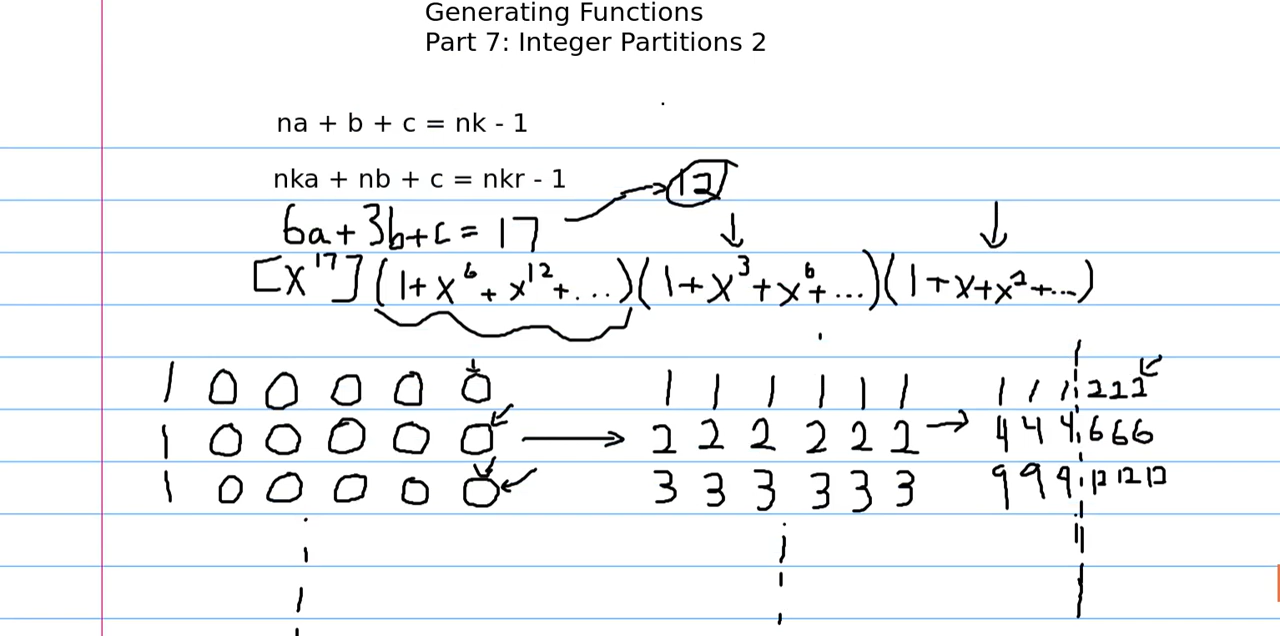 Generating Functions
Part 7: Integer Partitions 2
na + b + c = nk - 1
nka + nb + c = nkr - 1
12
6a+3b+c = 17
[x^17](1+x^6+x^12+...)(1+x^3+x^6+...)(1+x+x^2+...)
1 0 0 0 0 0 1 1 1 1 1 1 1 1 1 2 2 2
1 0 0 0 0 0 2 2 2 2 2 2 4 4 4 6 6 6
1 0 0 0 0 0 3 3 3 3 3 3 9 9 9 12 12 12